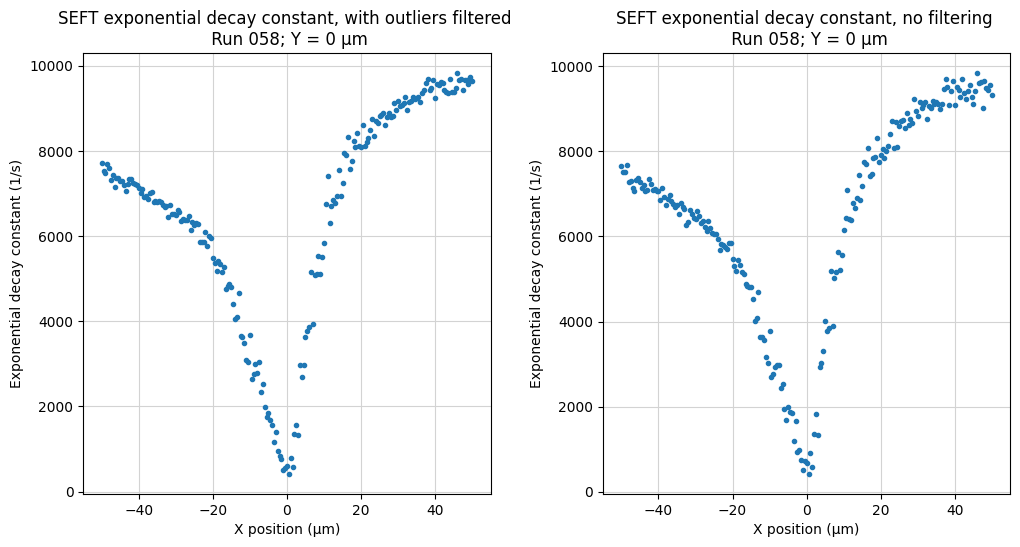 SEFT exponential decay constant, with outliers filtered
Run 058; Y = 0 μm
Exponential decay constant (1/s)
10000
8000
6000
4000
2000
0
−40
−20
0
20
40
X position (μm)
SEFT exponential decay constant, no filtering
Run 058; Y = 0 μm
Exponential decay constant (1/s)
10000
8000
6000
4000
2000
0
−40
−20
0
20
40
X position (μm)